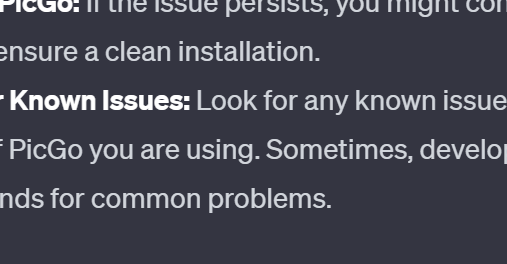 PicGo: If the issue persists, you might con
ensure a clean installation.
r Known Issues: Look for any known issue
f PicGo you are using. Sometimes, develop
nds for common problems.